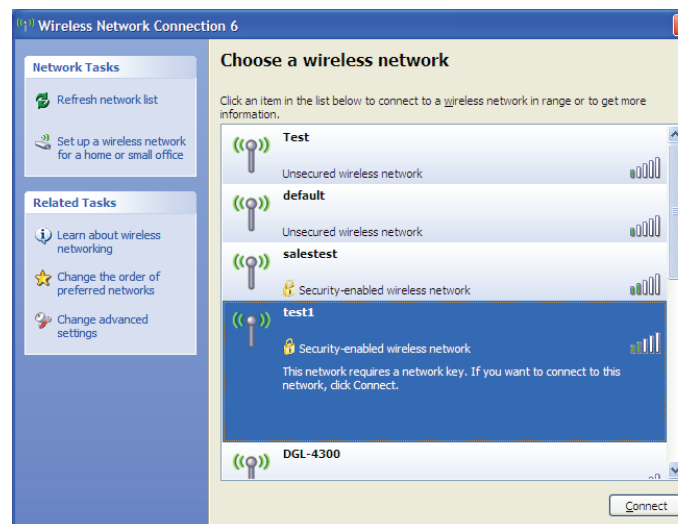 Wireless Network Connection 6
Network Tasks
Refresh network list
Set up a wireless network
for a home or small office
Related Tasks
Learn about wireless
networking
Change the order of
preferred networks
Change advanced
settings
Choose a wireless network
Click an item in the list below to connect to a wireless network in range or to get more
information.
Test
Unsecured wireless network
default
Unsecured wireless network
salestest
Security-enabled wireless network
test1
Security-enabled wireless network
This network requires a network key. If you want to connect to this
network, click Connect.
DGL-4300
Connect